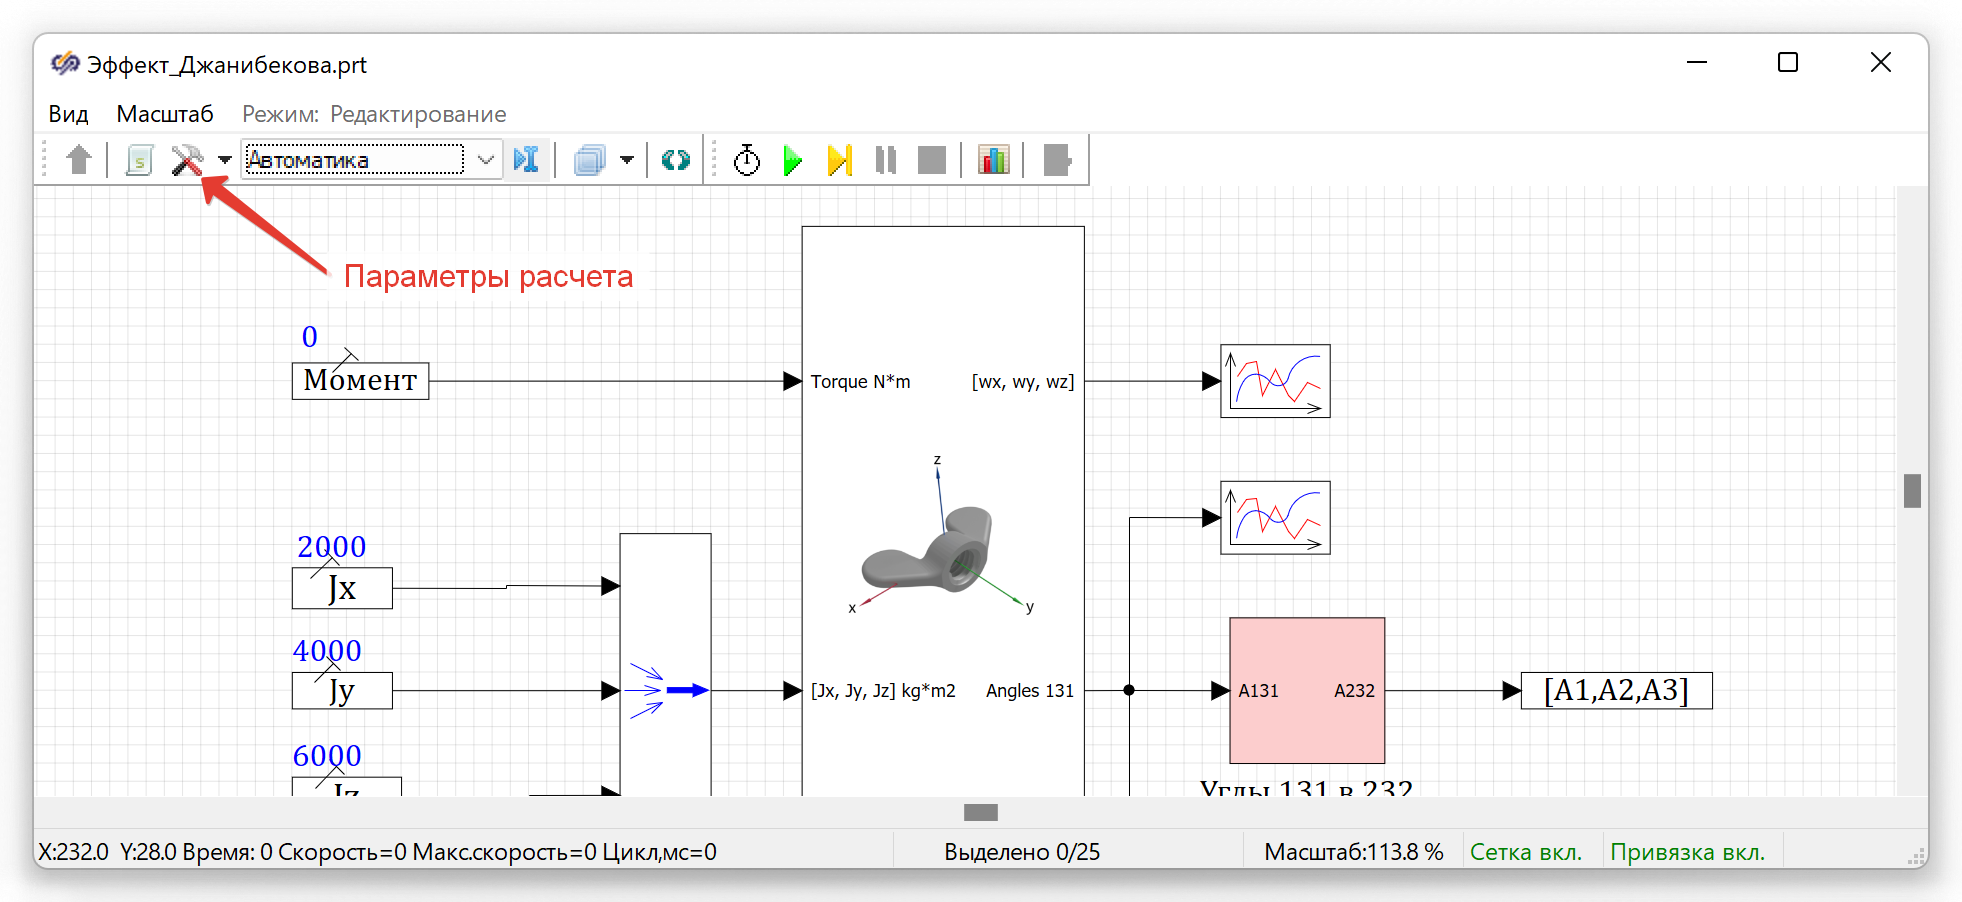 Эффект_Джанибекова.prt
Вид Масштаб Режим: Редактирование
Автоматика
Параметры расчета
0
Момент
Torque N*m
[wx, wy, wz]
z
x
y
2000
Jx
4000
Jy
[Jx, Jy, Jz] kg*m2
Angles 131
A131
A232
[A1,A2,A3]
6000
Jz
Углы 131 в 232
X:232.0 Y:28.0 Время: 0 Скорость=0 Макс.скорость=0 Цикл,мс=0
Выделено 0/25
Масштаб:113.8 %
Сетка вкл.
Привязка вкл.